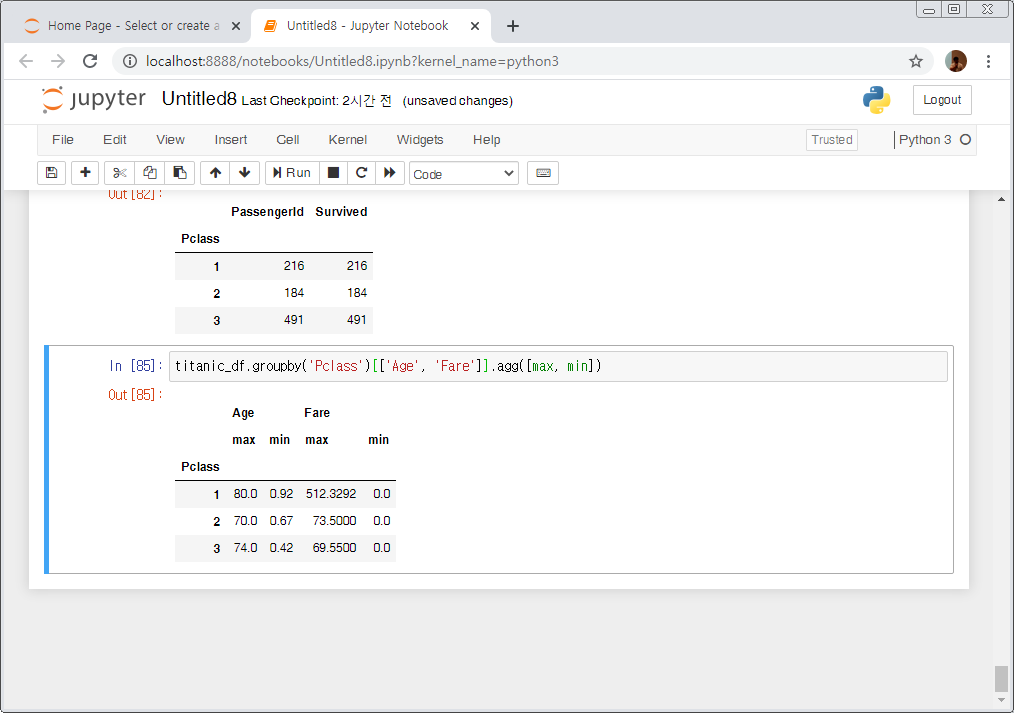 Home Page - Select or create a
Untitled8 - Jupyter Notebook
localhost:8888/notebooks/Untitled8.ipynb?kernel_name=python3
jupyter Untitled8 Last Checkpoint: 2시간 전 (unsaved changes)
Logout
File Edit View Insert Cell Kernel Widgets Help
Trusted
Python 3
Run
Code
Out[82]:
PassengerId Survived
Pclass
1 216 216
2 184 184
3 491 491
In [85]: titanic_df.groupby('Pclass')[['Age', 'Fare']].agg([max, min])
Out[85]:
Age Fare
max min max min
Pclass
1 80.0 0.92 512.3292 0.0
2 70.0 0.67 73.5000 0.0
3 74.0 0.42 69.5500 0.0